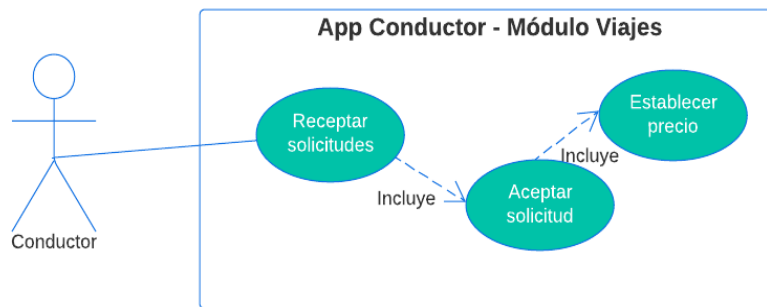 App Conductor - Módulo Viajes
Establecer
precio
Receptar
solicitudes
Incluye
Incluye
Aceptar
solicitud
Conductor